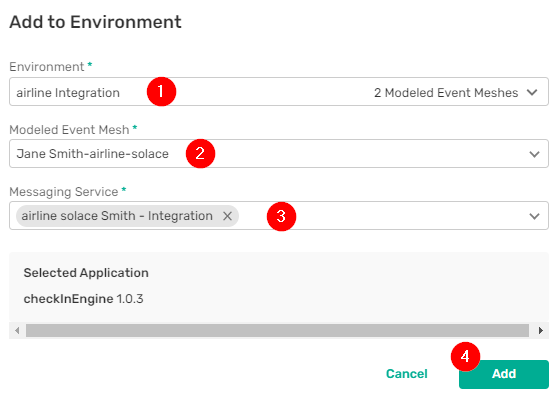 Add to Environment
Environment *
airline Integration 1 2 Modeled Event Meshes
Modeled Event Mesh *
Jane Smith-airline-solace 2
Messaging Service *
airline solace Smith - Integration × 3
Selected Application
checkInEngine 1.0.3
4
Cancel Add